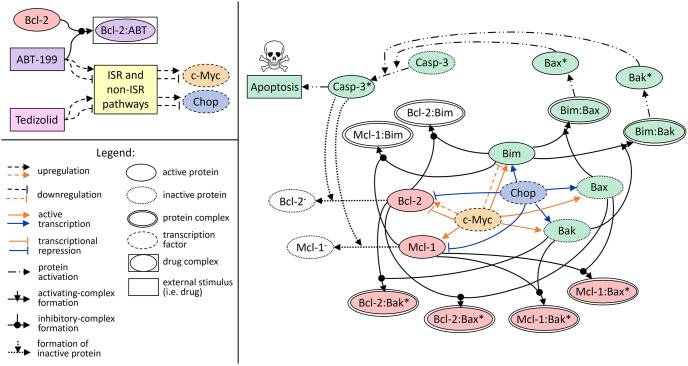 Bcl-2
Bcl-2:ABT
ABT-199
ISR and
non-ISR
pathways
c-Myc
Chop
Tedizolid
Legend:
upregulation
downregulation
active
transcription
transcriptional
repression
protein
activation
activating-complex
formation
inhibitory-complex
formation
formation of
inactive protein
active protein
inactive protein
protein complex
transcription
factor
drug complex
external stimulus
(i.e. drug)
Casp-3
Bax*
Bak*
Apoptosis
Casp-3*
Bcl-2:Bim
Bim:Bax
Mcl-1:Bim
Bim:Bak
Bim
Bcl-2-
Bcl-2
Chop
Bax
c-Myc
Bak
Mcl-1-
Mcl-1
Bcl-2:Bak*
Bcl-2:Bax*
Mcl-1:Bak*
Mcl-1:Bax*